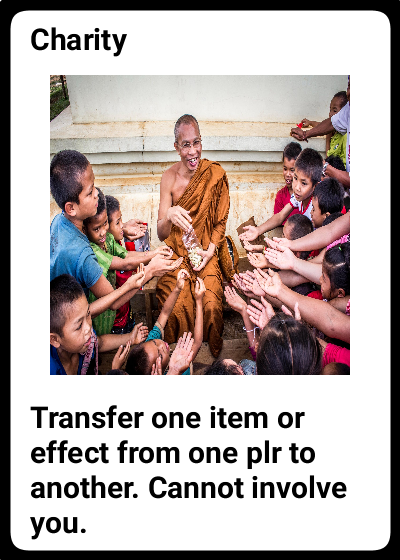 Charity
Transfer one item or
effect from one plr to
another. Cannot involve
you.